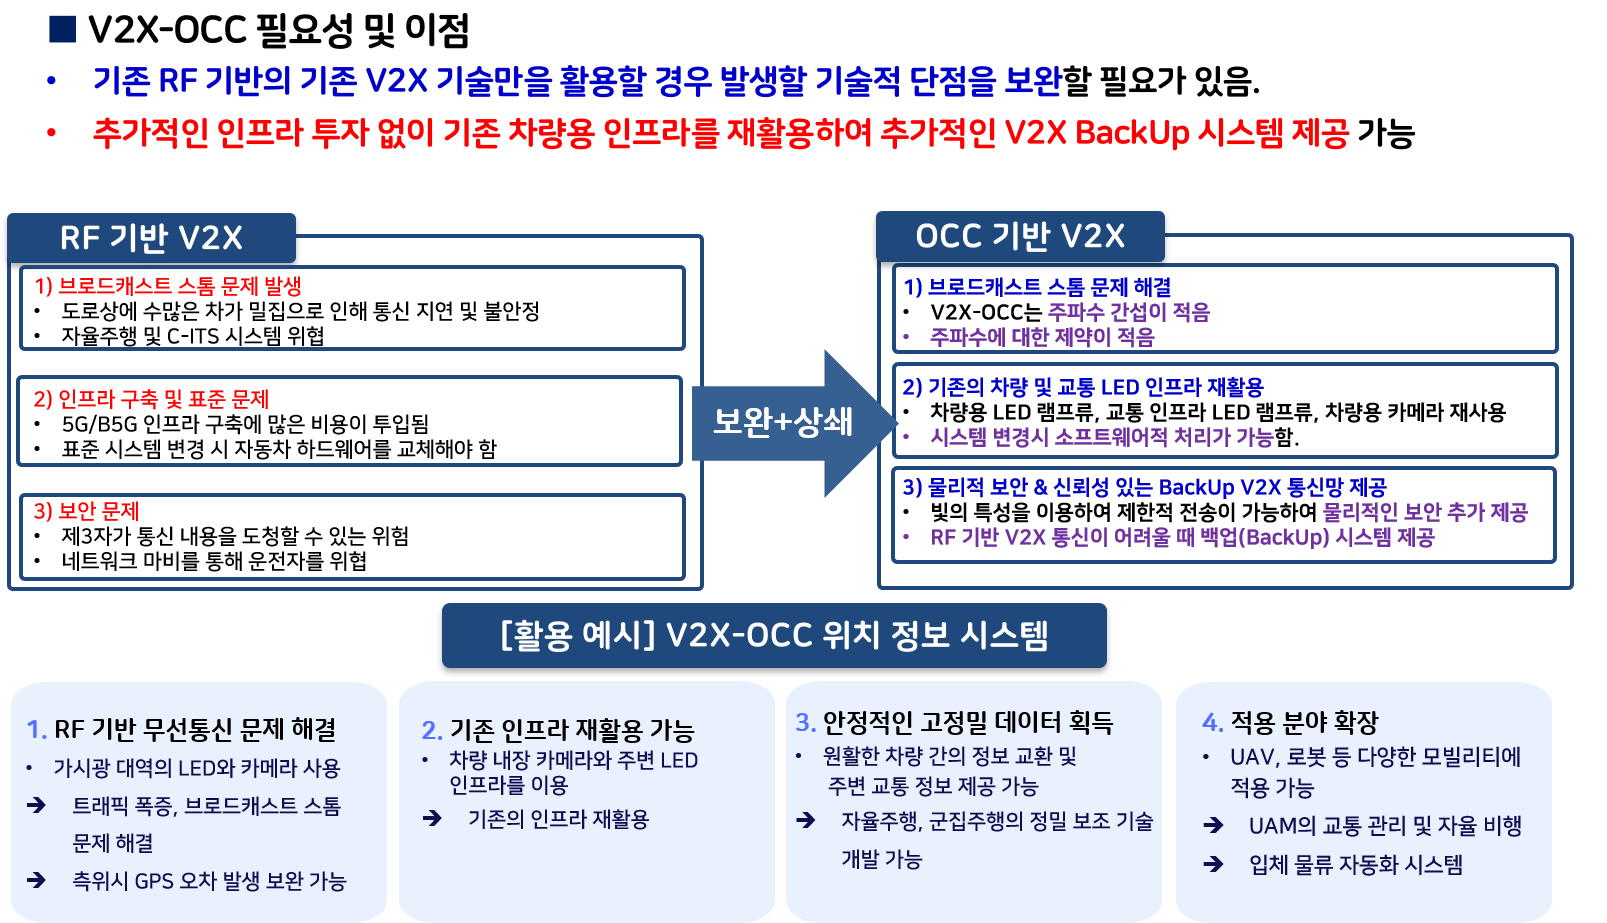 ■ V2X-OCC 필요성 및 이점
• 기존 RF 기반의 기존 V2X 기술만을 활용할 경우 발생할 기술적 단점을 보완할 필요가 있음.
• 추가적인 인프라 투자 없이 기존 차량용 인프라를 재활용하여 추가적인 V2X BackUp 시스템 제공 가능
RF 기반 V2X
1) 브로드캐스트 스톰 문제 발생
• 도로상에 수많은 차가 밀집으로 인해 통신 지연 및 불안정
• 자율주행 및 C-ITS 시스템 위협
2) 인프라 구축 및 표준 문제
• 5G/B5G 인프라 구축에 많은 비용이 투입됨
• 표준 시스템 변경 시 자동차 하드웨어를 교체해야 함
3) 보안 문제
• 제3자가 통신 내용을 도청할 수 있는 위험
• 네트워크 마비를 통해 운전자를 위협
보완+상쇄
OCC 기반 V2X
1) 브로드캐스트 스톰 문제 해결
• V2X-OCC는 주파수 간섭이 적음
• 주파수에 대한 제약이 적음
2) 기존의 차량 및 교통 LED 인프라 재활용
• 차량용 LED 램프류, 교통 인프라 LED 램프류, 차량용 카메라 재사용
• 시스템 변경시 소프트웨어적 처리가 가능함.
3) 물리적 보안 & 신뢰성 있는 BackUp V2X 통신망 제공
• 빛의 특성을 이용하여 제한적 전송이 가능하여 물리적인 보안 추가 제공
• RF 기반 V2X 통신이 어려울 때 백업(BackUp) 시스템 제공
[활용 예시] V2X-OCC 위치 정보 시스템
1. RF 기반 무선통신 문제 해결
• 가시광 대역의 LED와 카메라 사용
➔ 트래픽 폭증, 브로드캐스트 스톰
문제 해결
➔ 측위시 GPS 오차 발생 보완 가능
2. 기존 인프라 재활용 가능
• 차량 내장 카메라와 주변 LED
인프라를 이용
➔ 기존의 인프라 재활용
3. 안정적인 고정밀 데이터 획득
• 원활한 차량 간의 정보 교환 및
주변 교통 정보 제공 가능
➔ 자율주행, 군집주행의 정밀 보조 기술
개발 가능
4. 적용 분야 확장
• UAV, 로봇 등 다양한 모빌리티에
적용 가능
➔ UAM의 교통 관리 및 자율 비행
➔ 입체 물류 자동화 시스템